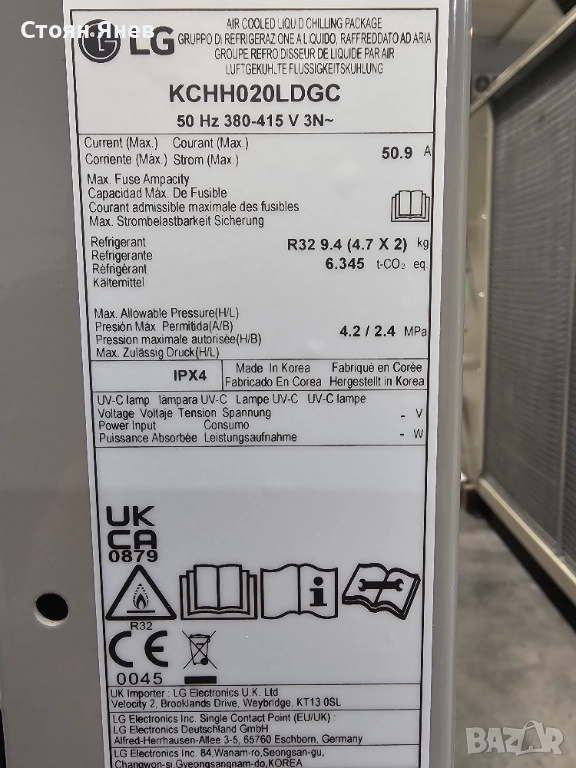 Стоян Янев
LG
AIR COOLED LIQUID CHILLING PACKAGE
GRUPPO DI REFRIGERAZIONE A LIQUIDO, RAFFREDDATO AD ARIA
GROUPE REFROIDISSEUR DE LIQUIDE PAR AIR
LUFTGEKÜHLTE FLÜSSIGKEITSKÜHLUNG
KCHH020LDGC
50 Hz 380-415 V 3N~
Current (Max.) Courant (Max.)
Corriente (Máx.) Strom (Max.) 50.9 A
Max. Fuse Ampacity
Capacidad Máx. De Fusible
Courant admissible maximale des fusibles
Max. Strombelastbarkeit Sicherung
Refrigerant
Refrigerante
Réfrigérant
Kältemittel
R32 9.4 (4.7 X 2) kg
6.345 t-CO₂ eq.
Max. Allowable Pressure(H/L)
Presión Máx. Permitida(A/B)
Pression maximale autorisée(H/B)
Max. Zulässig Druck(H/L)
4.2 / 2.4 MPa
IPX4
Made In Korea Fabriqué en Corée
Fabricado En Corea Hergestellt in Korea
UV-C lamp lámpara UV-C Lampe UV-C UV-C lampe
Voltage Voltaje Tension Spannung - V
Power Input Consumo
Puissance Absorbée Leistungsaufnahme - W
UK
CA
0879
R32
CE
0045
UK Importer : LG Electronics U.K. Ltd
Velocity 2, Brooklands Drive, Weybridge, KT13 0SL
LG Electronics Inc. Single Contact Point (EU/UK) :
LG Electronics Deutschland GmbH
Alfred-Herrhausen-Allee 3-5, 65760 Eschborn, Germany
LG Electronics Inc. 84, Wanam-ro, Seongsan-gu,
Changwon-si, Gyeongsangnam-do, KOREA
BAZAR